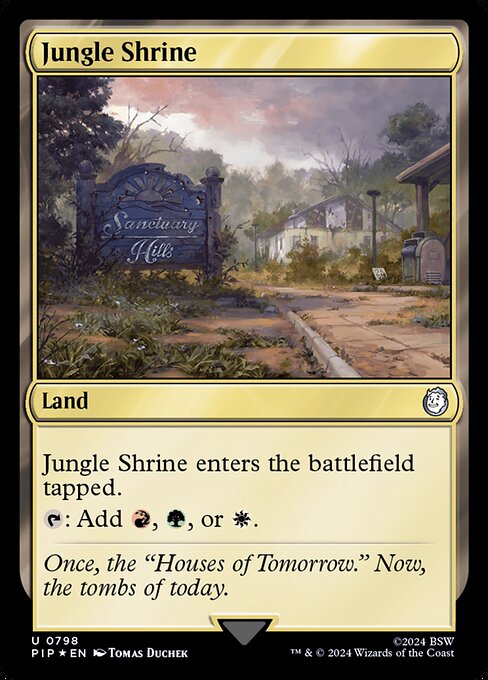 Jungle Shrine
Sanctuary
Hills
Land
Jungle Shrine enters the battlefield
tapped.
: Add , , or .
Once, the “Houses of Tomorrow.” Now,
the tombs of today.
U 0798
©2024 BSW
PIP★EN Tomas Duchek
™ & © 2024 Wizards of the Coast